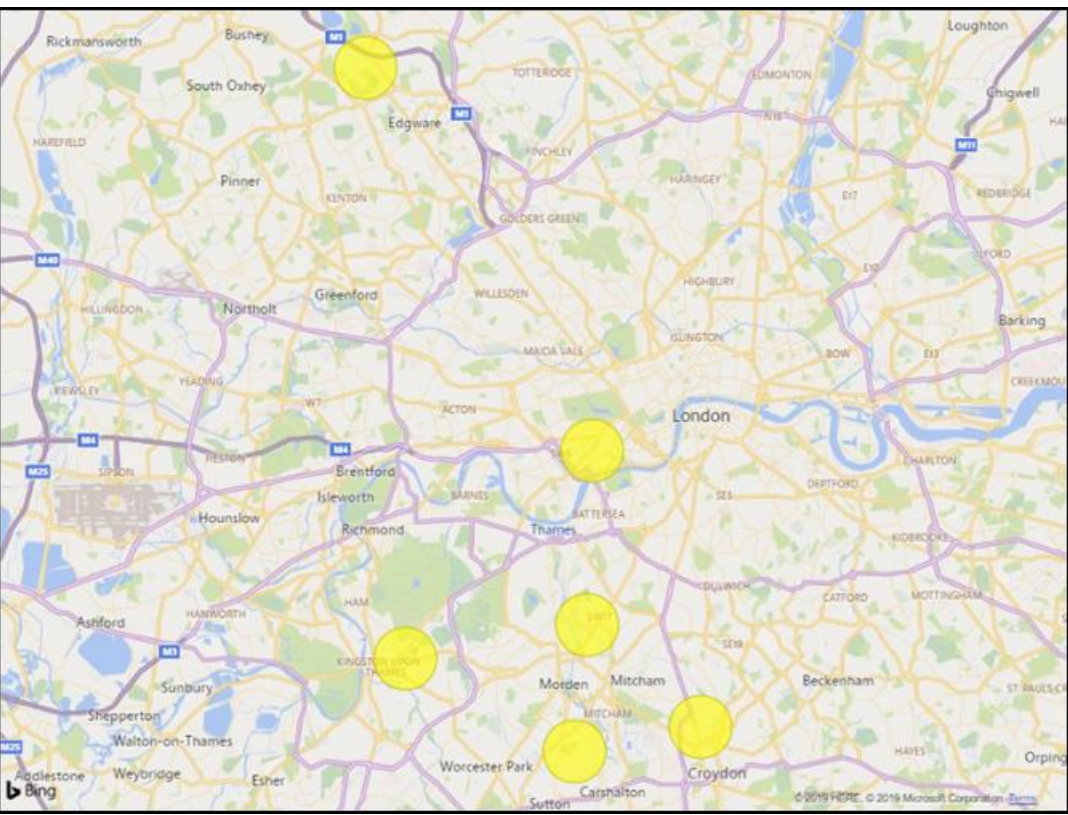 Loughton
Bushey
M1
Rickmansworth
TOTTERIDGE
EDMONTON
South Oxhey
Chigwell
M1
Edgware
N18
HAREFIELD
M11
FINCHLEY
Pinner
HARINGEY
KENTON
E17
REDBRIDGE
GOLDERS GREEN
M40
HIGHBURY
WILLESDEN
Greenford
HILLINGDON
Northolt
Barking
ISLINGTON
MAIDA VALE
BOW
E13
YEADING
W7
ACTON
London
M4
M4
HESTON
CHARLTON
M25
SIPSON
Brentford
DEPTFORD
Isleworth
BARNES
BATTERSEA
Hounslow
Richmond
Thames
KIDBROOKE
DULWICH
MOTTINGHAM
CATFORD
HAM
HANWORTH
Ashford
M3
KINGSTON UPON
THAMES
Morden
Mitcham
Beckenham
Sunbury
Shepperton
MITCHAM
Walton-on-Thames
M25
HAYES
Orping
Worcester Park
Weybridge
Addlestone
Esher
Croydon
Bing
Carshalton
© 2019 HERE, © 2019 Microsoft Corporation Terms
Sutton